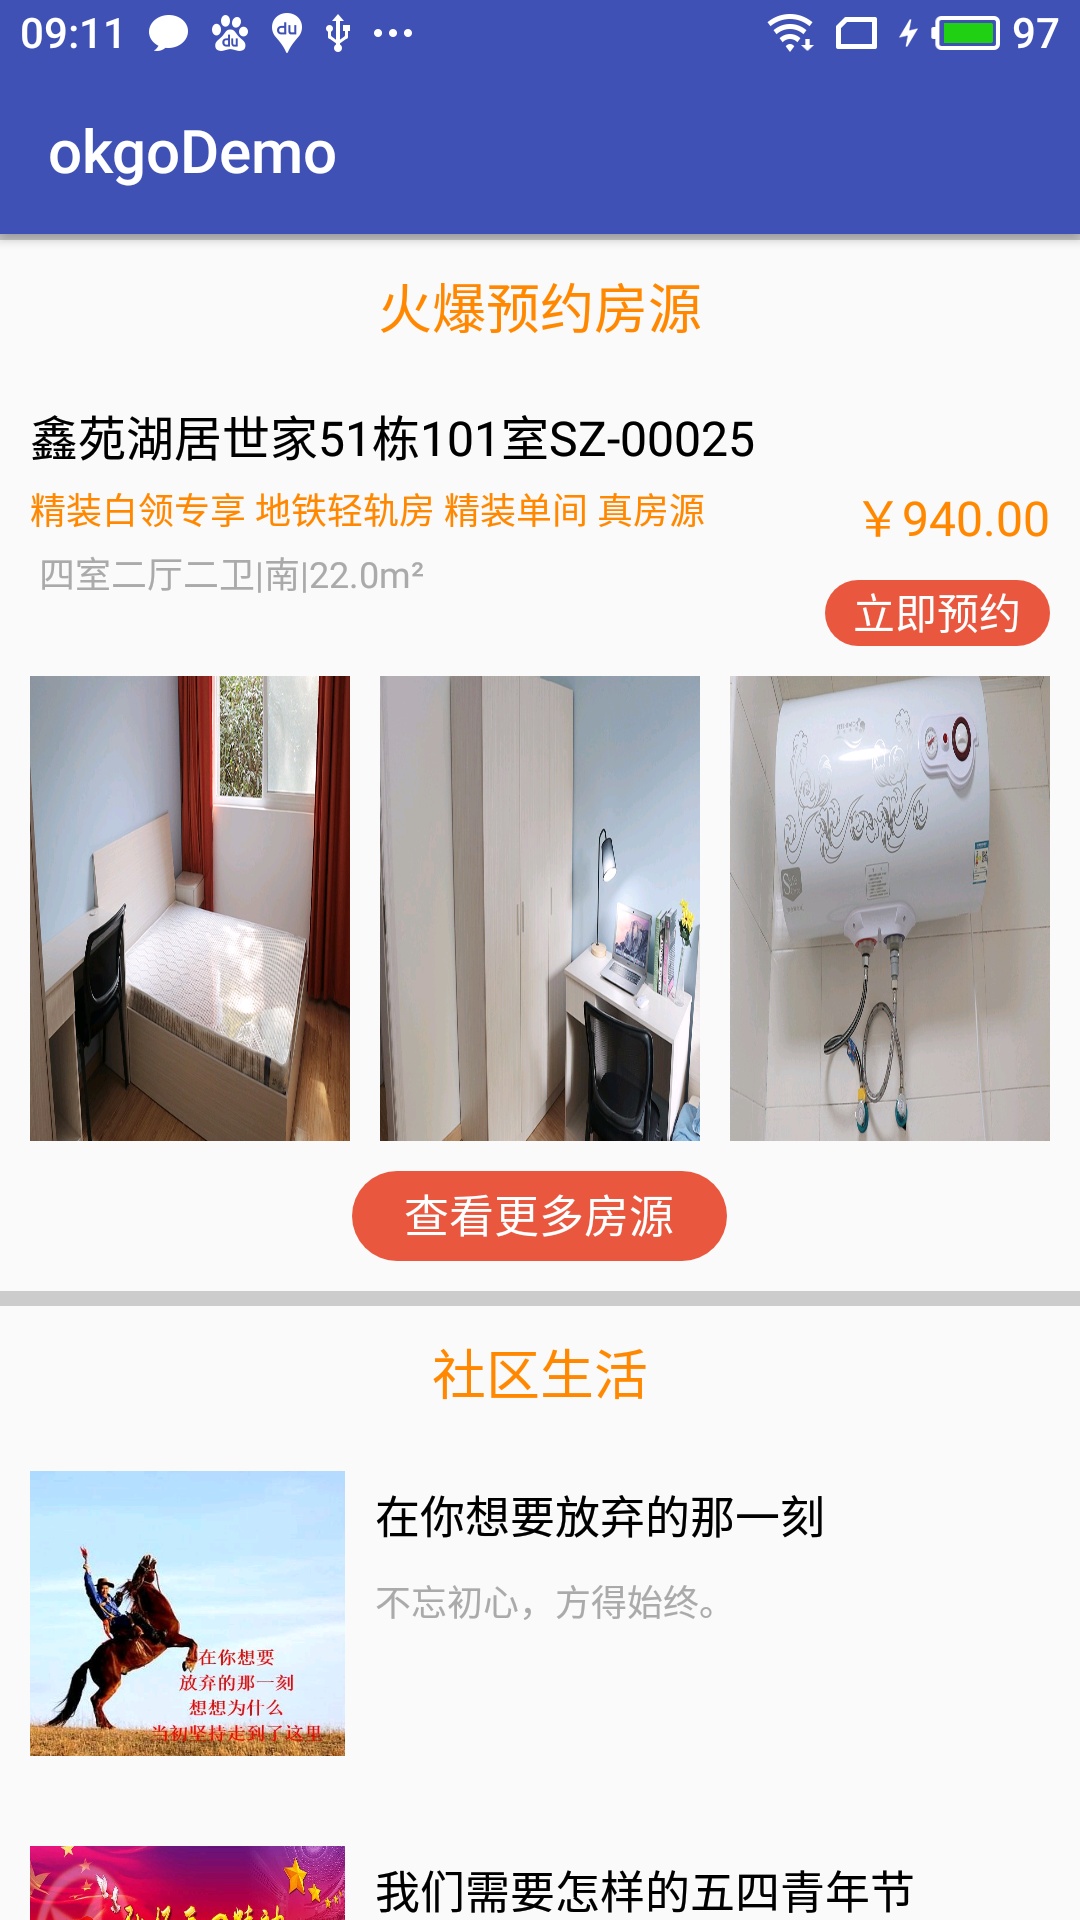 09:11
97
okgoDemo
火爆预约房源
鑫苑湖居世家51栋101室SZ-00025
精装白领专享 地铁轻轨房 精装单间 真房源
￥940.00
四室二厅二卫|南|22.0m²
立即预约
查看更多房源
社区生活
在你想要放弃的那一刻
不忘初心，方得始终。
在你想要
放弃的那一刻
想想为什么
当初坚持走到了这里
我们需要怎样的五四青年节